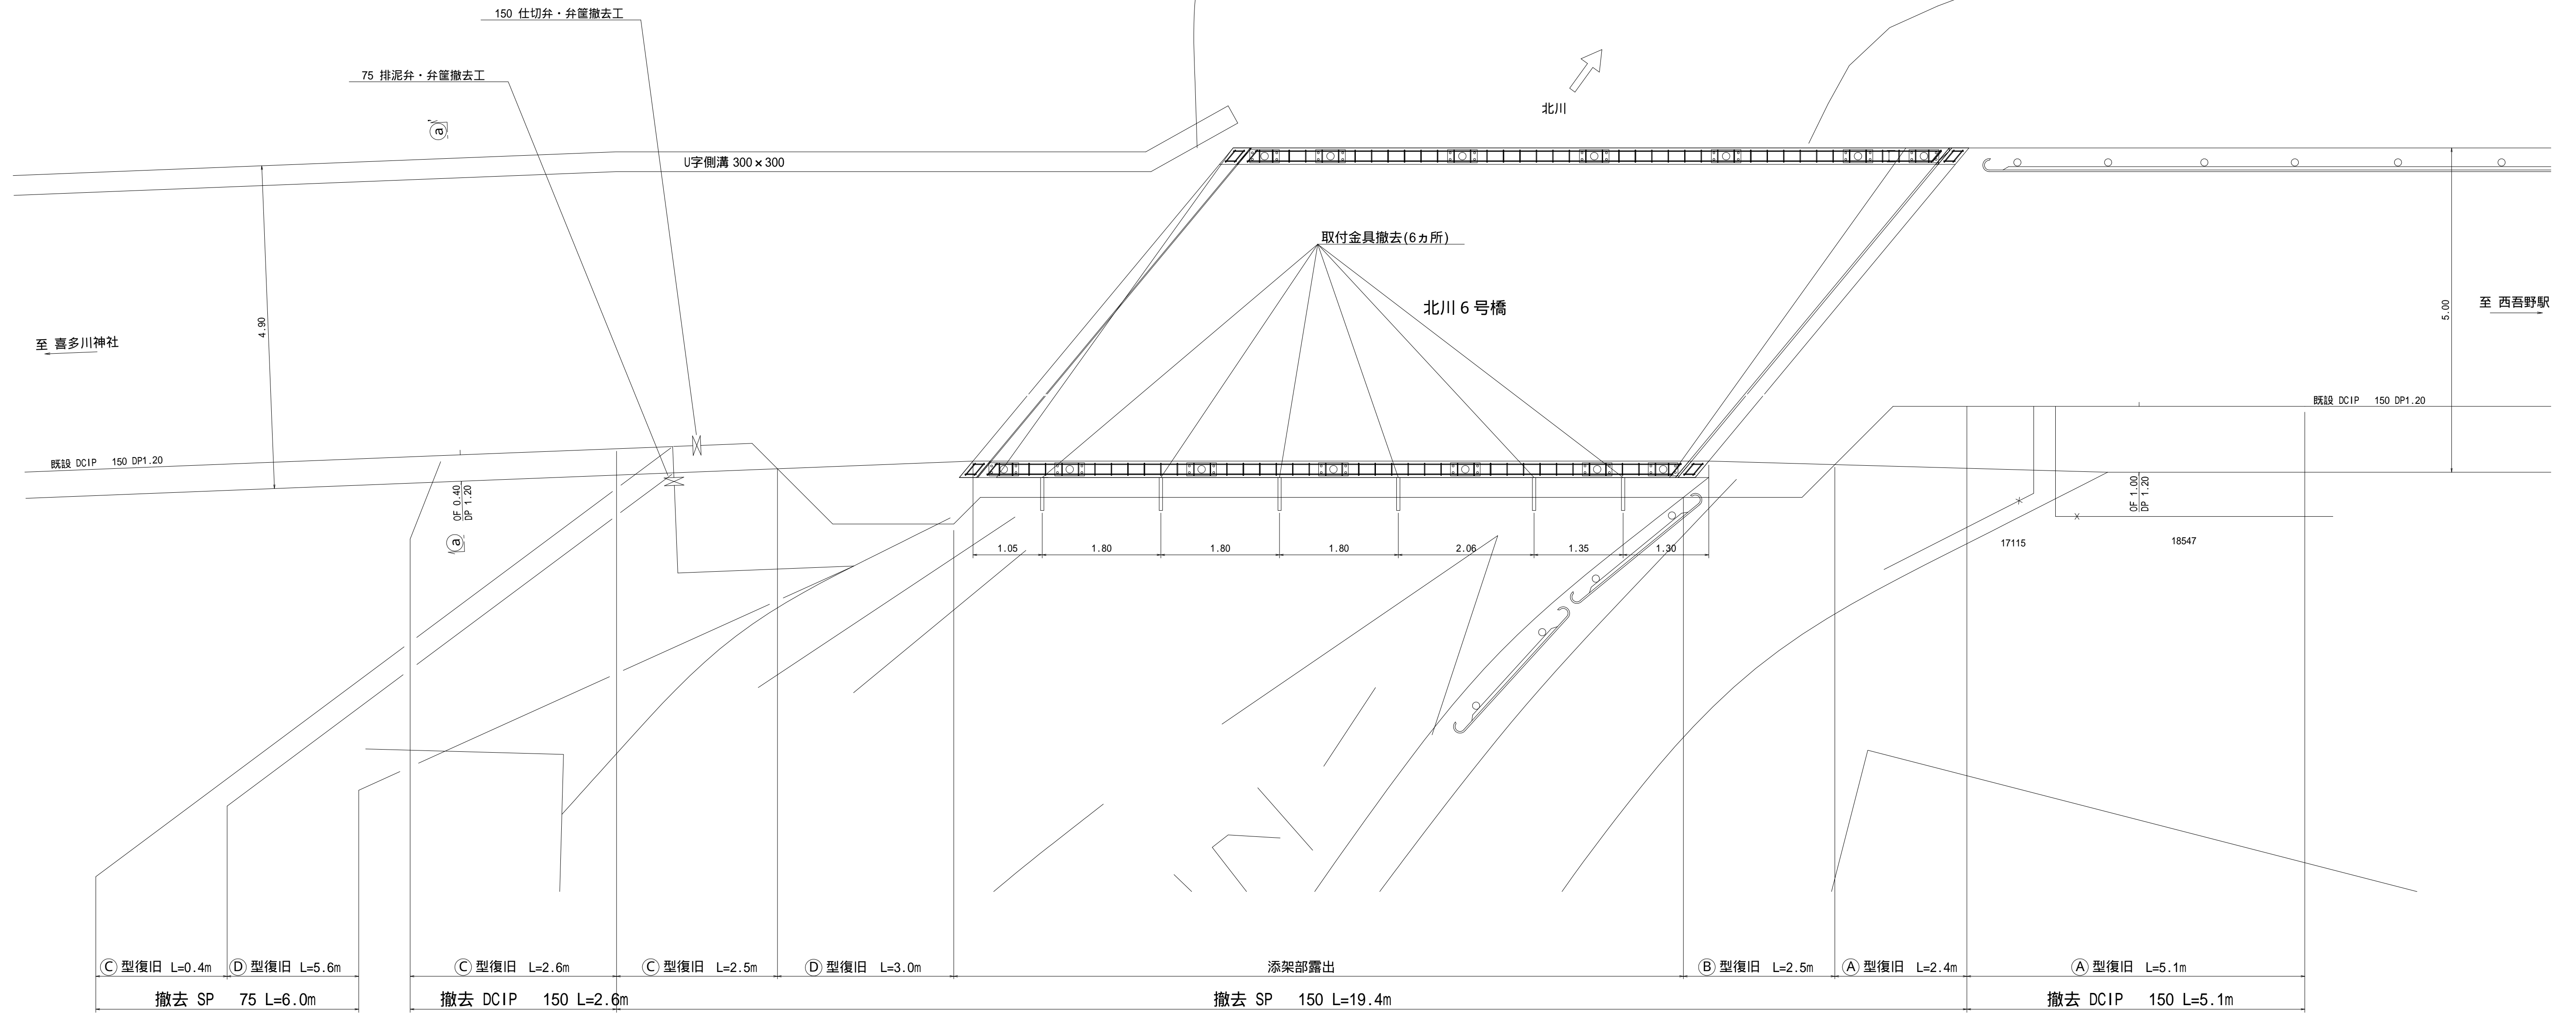 150 仕切弁・弁筐撤去工
75 排泥弁・弁筐撤去工
a'
北川
U字側溝 300×300
取付金具撤去(6ヵ所)
北川６号橋
4.90
至 喜多川神社
5.00
至 西吾野駅
既設 DCIP 150 DP1.20
既設 DCIP 150 DP1.20
OF 0.40
DP 1.20
a
OF 1.00
DP 1.20
1.05 1.80 1.80 1.80 2.06 1.35 1.30
17115
18547
C 型復旧 L=0.4m
D 型復旧 L=5.6m
C 型復旧 L=2.6m
C 型復旧 L=2.5m
D 型復旧 L=3.0m
添架部露出
B 型復旧 L=2.5m
A 型復旧 L=2.4m
A 型復旧 L=5.1m
撤去 SP 75 L=6.0m
撤去 DCIP 150 L=2.6m
撤去 SP 150 L=19.4m
撤去 DCIP 150 L=5.1m